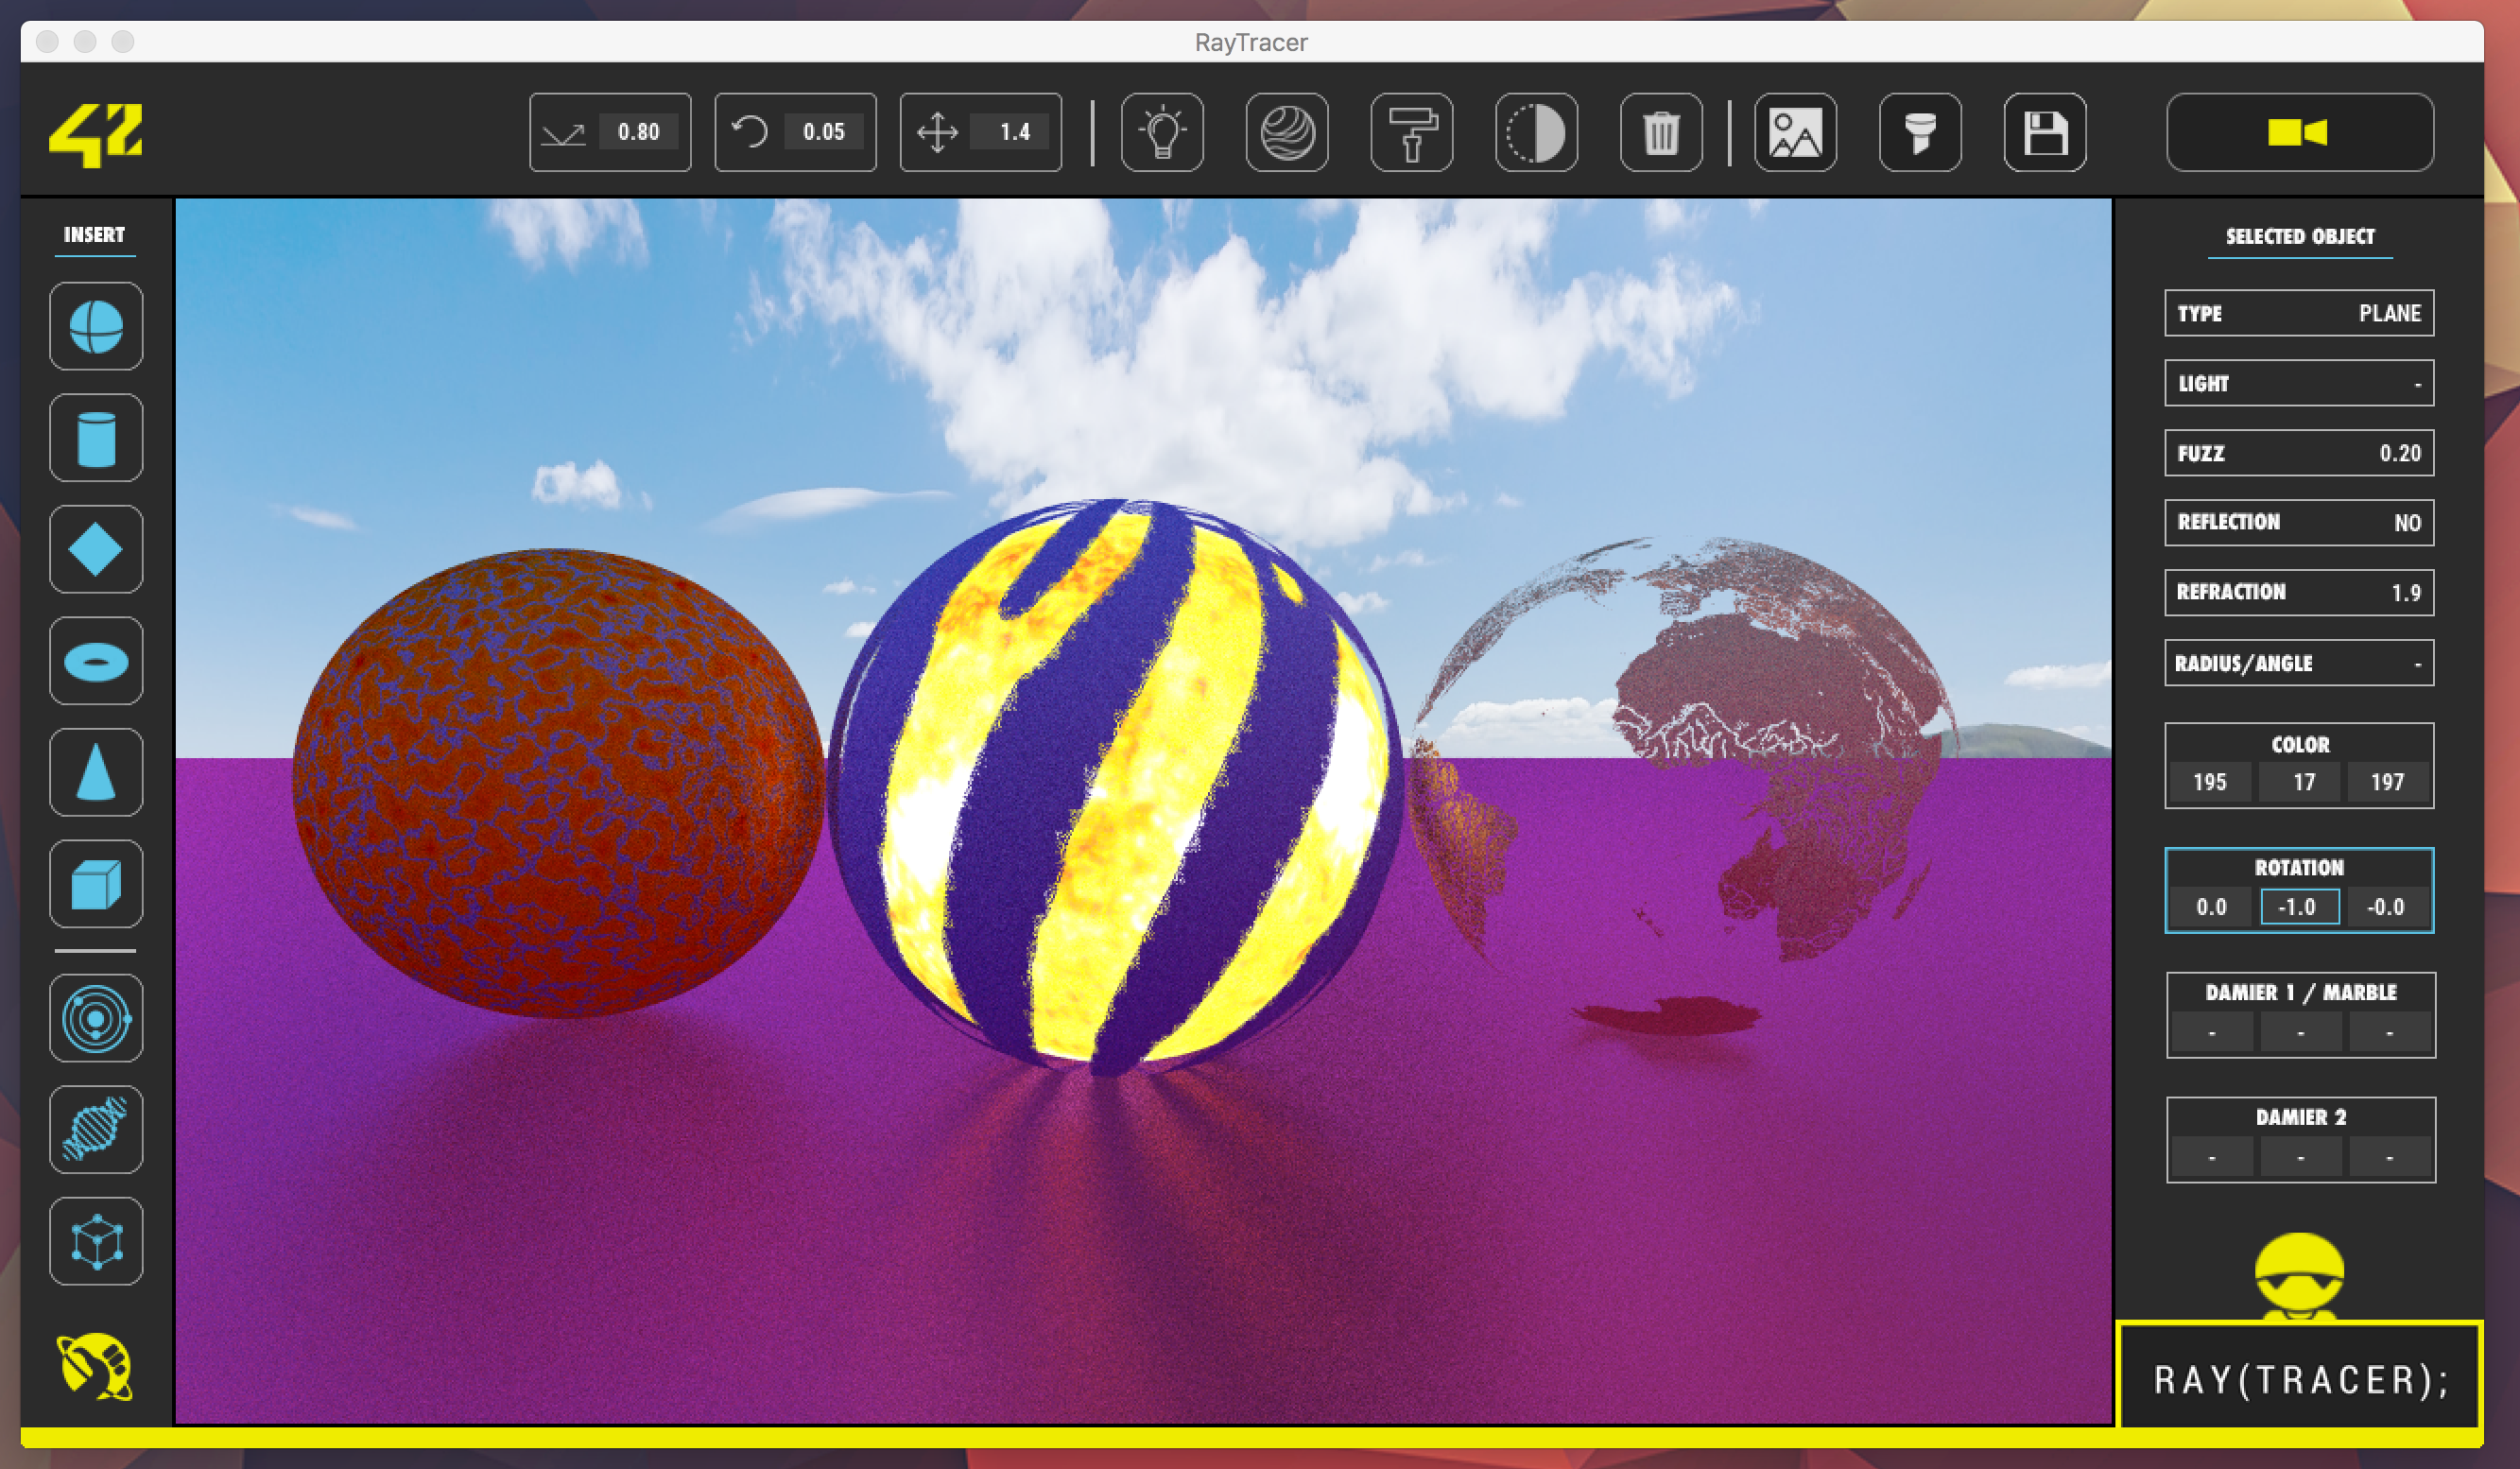 RayTracer
42
0.80
0.05
1.4
INSERT
SELECTED OBJECT
TYPE PLANE
LIGHT -
FUZZ 0.20
REFLECTION NO
REFRACTION 1.9
RADIUS/ANGLE -
COLOR
195 17 197
ROTATION
0.0 -1.0 -0.0
DAMIER 1 / MARBLE
- - -
DAMIER 2
- - -
RAY(TRACER);